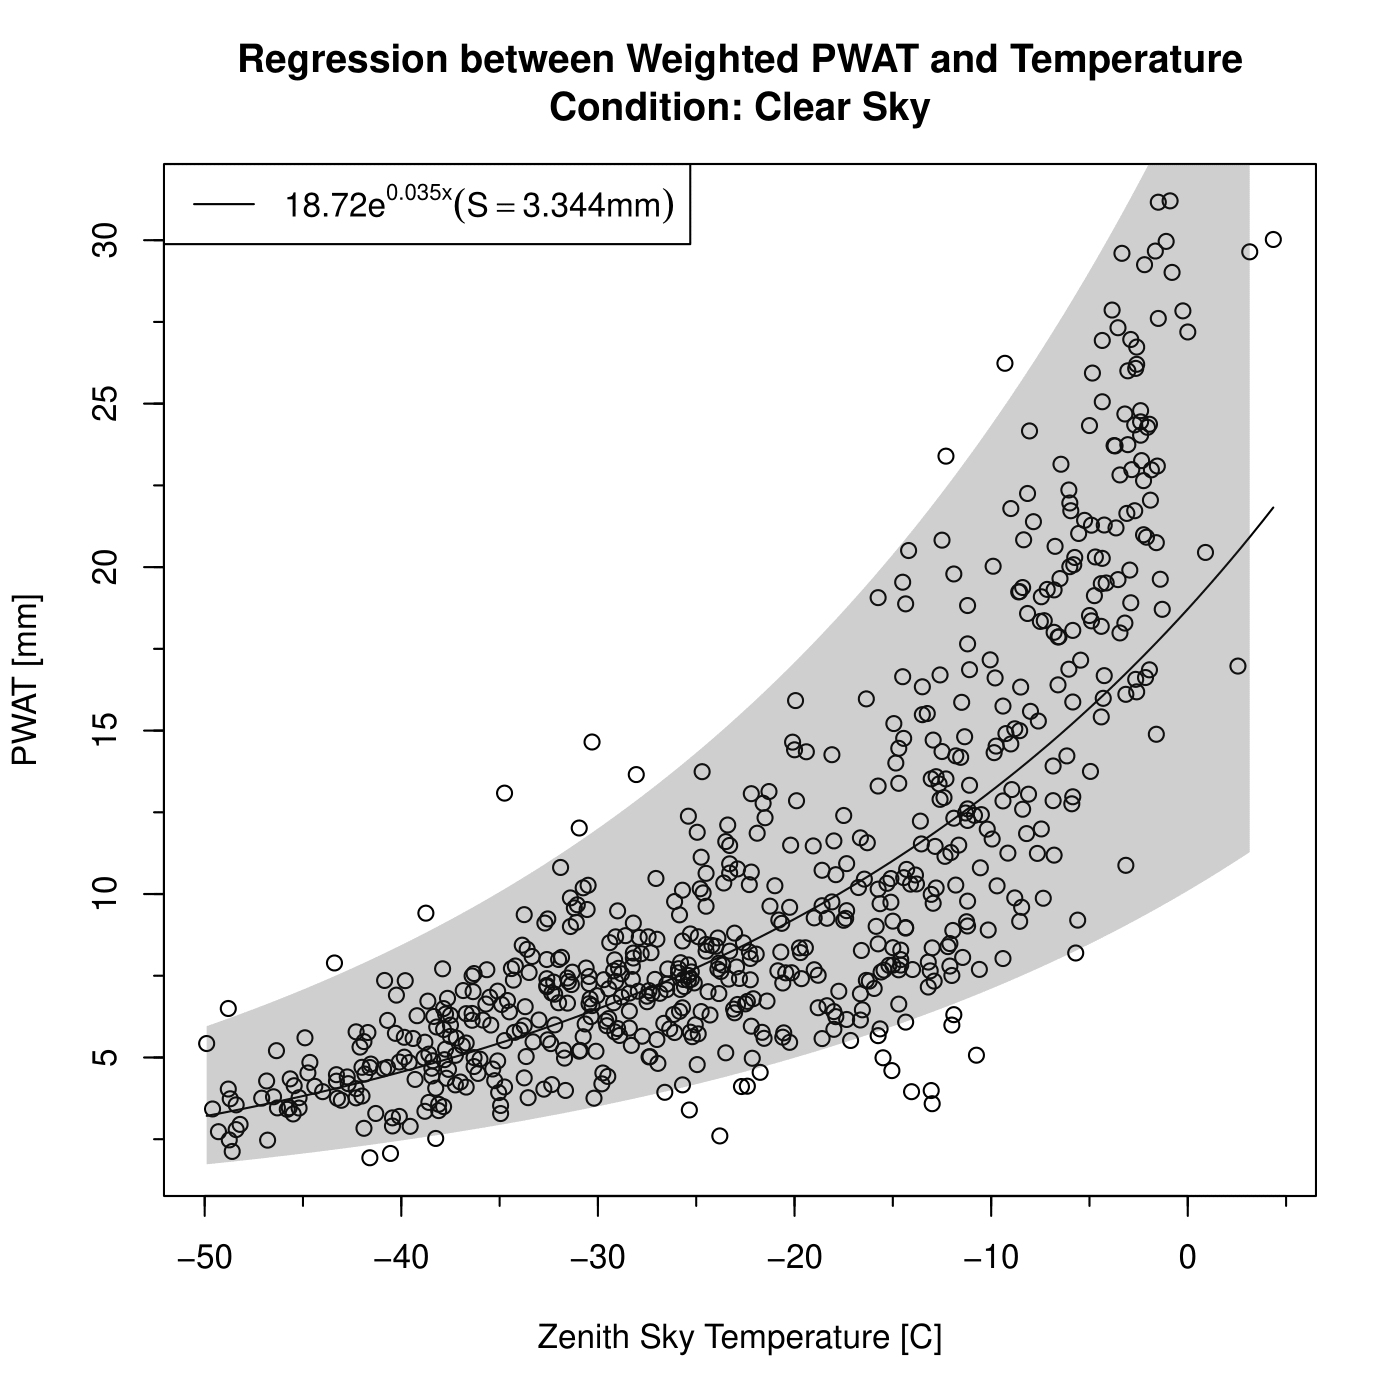 Regression between Weighted PWAT and Temperature
Condition: Clear Sky
18.72e^0.035x(S = 3.344mm)
PWAT [mm]
30
25
20
15
10
5
−50 −40 −30 −20 −10 0
Zenith Sky Temperature [C]